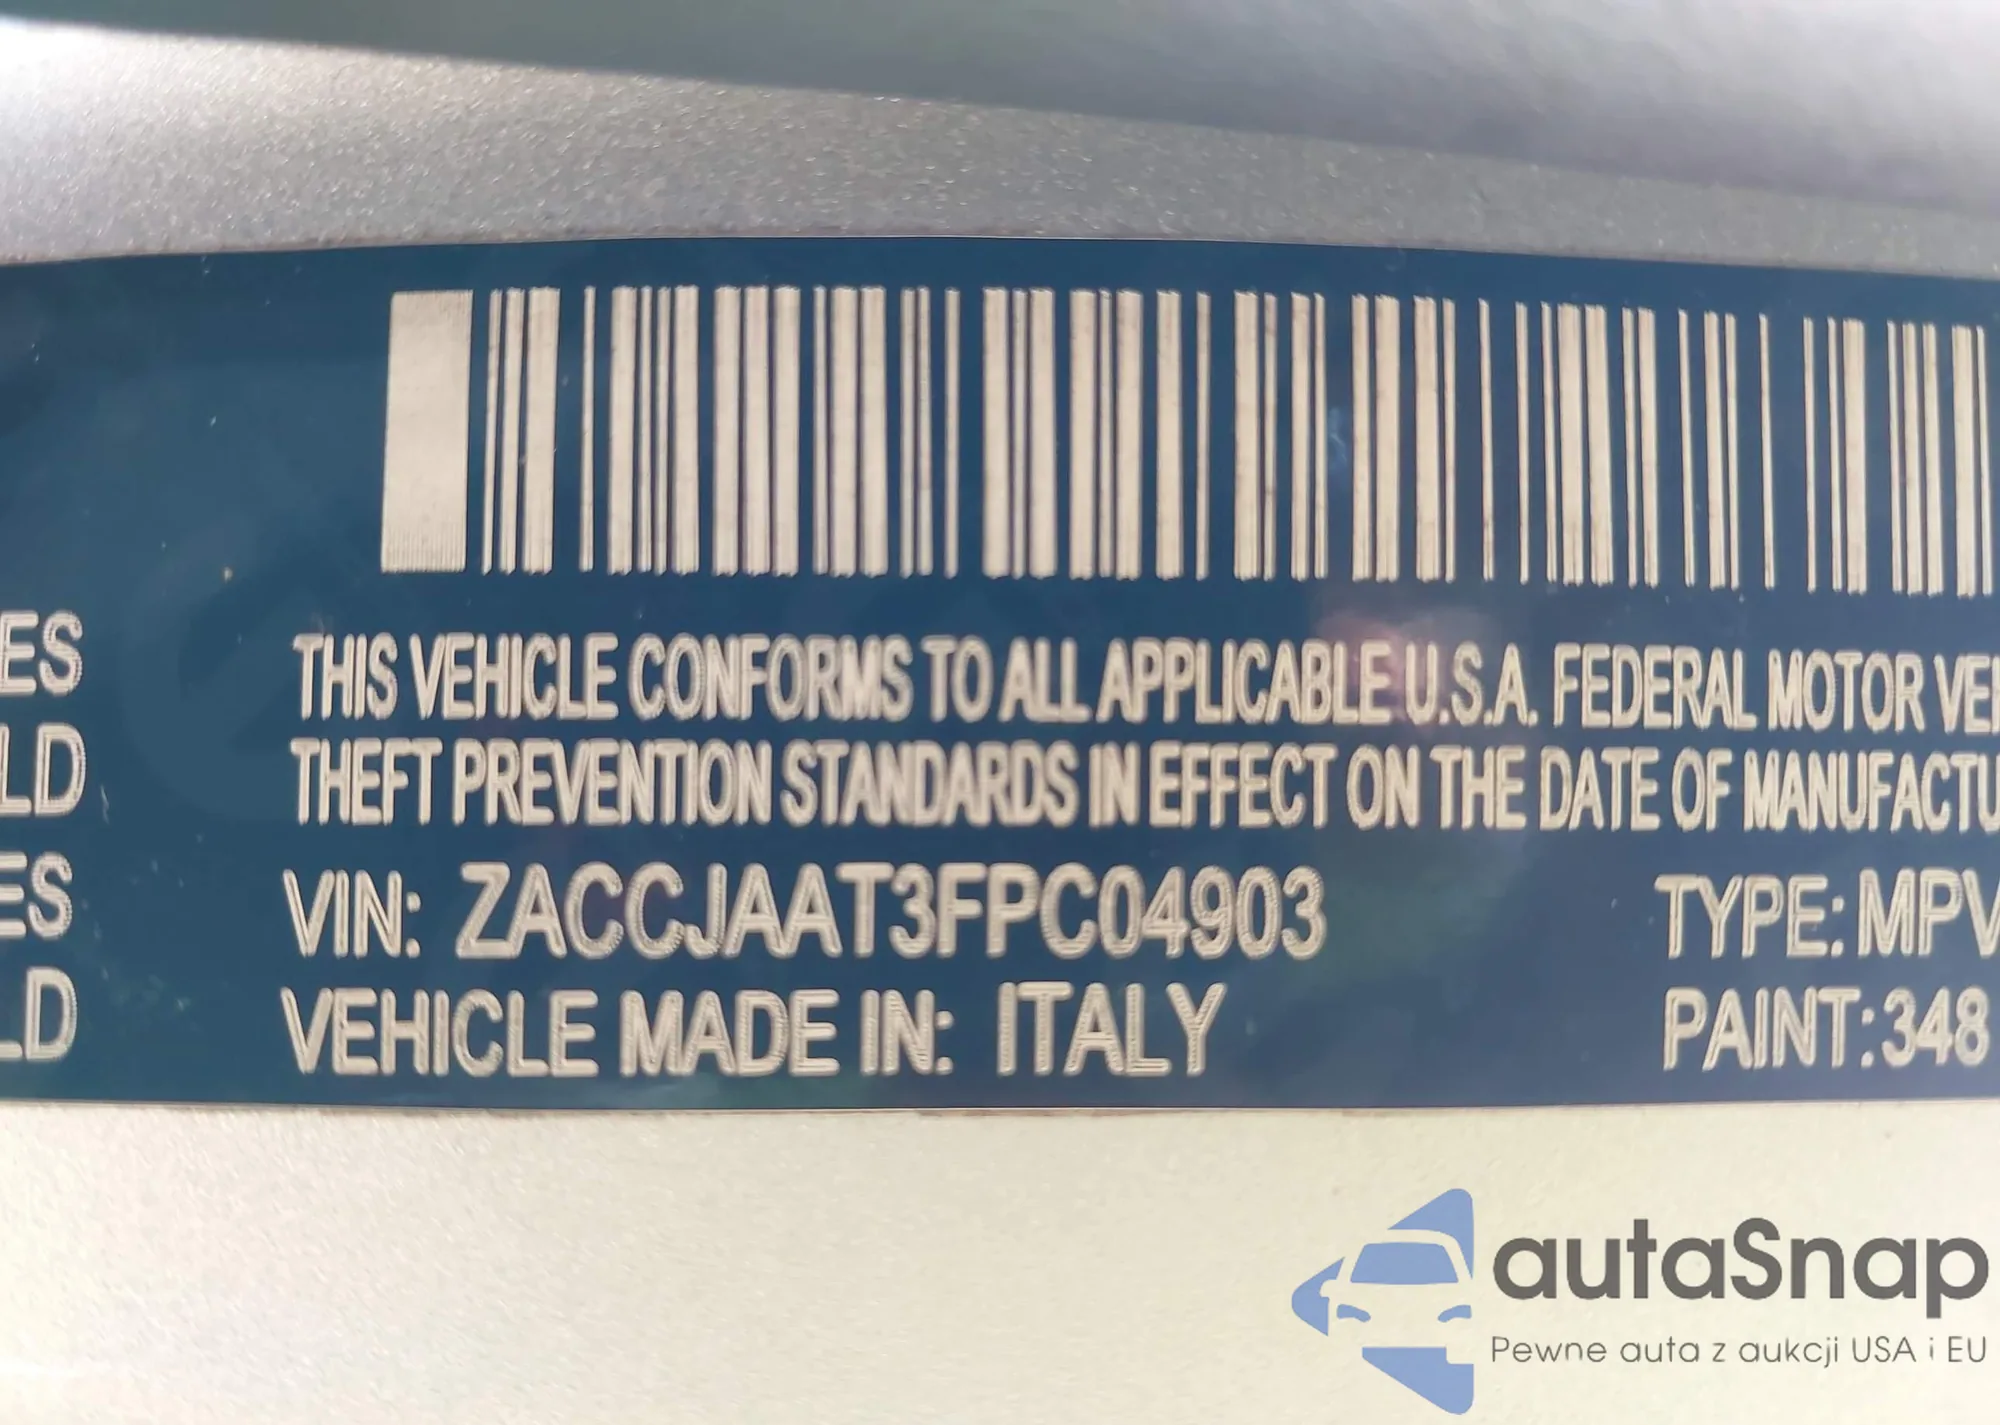 ES
LD
ES
LD
THIS VEHICLE CONFORMS TO ALL APPLICABLE U.S.A. FEDERAL MOTOR VEH
THEFT PREVENTION STANDARDS IN EFFECT ON THE DATE OF MANUFACTU
VIN: ZACCJAAT3FPC04903
TYPE: MPV
VEHICLE MADE IN: ITALY
PAINT: 348
autaSnap
Pewne auta z aukcji USA i EU